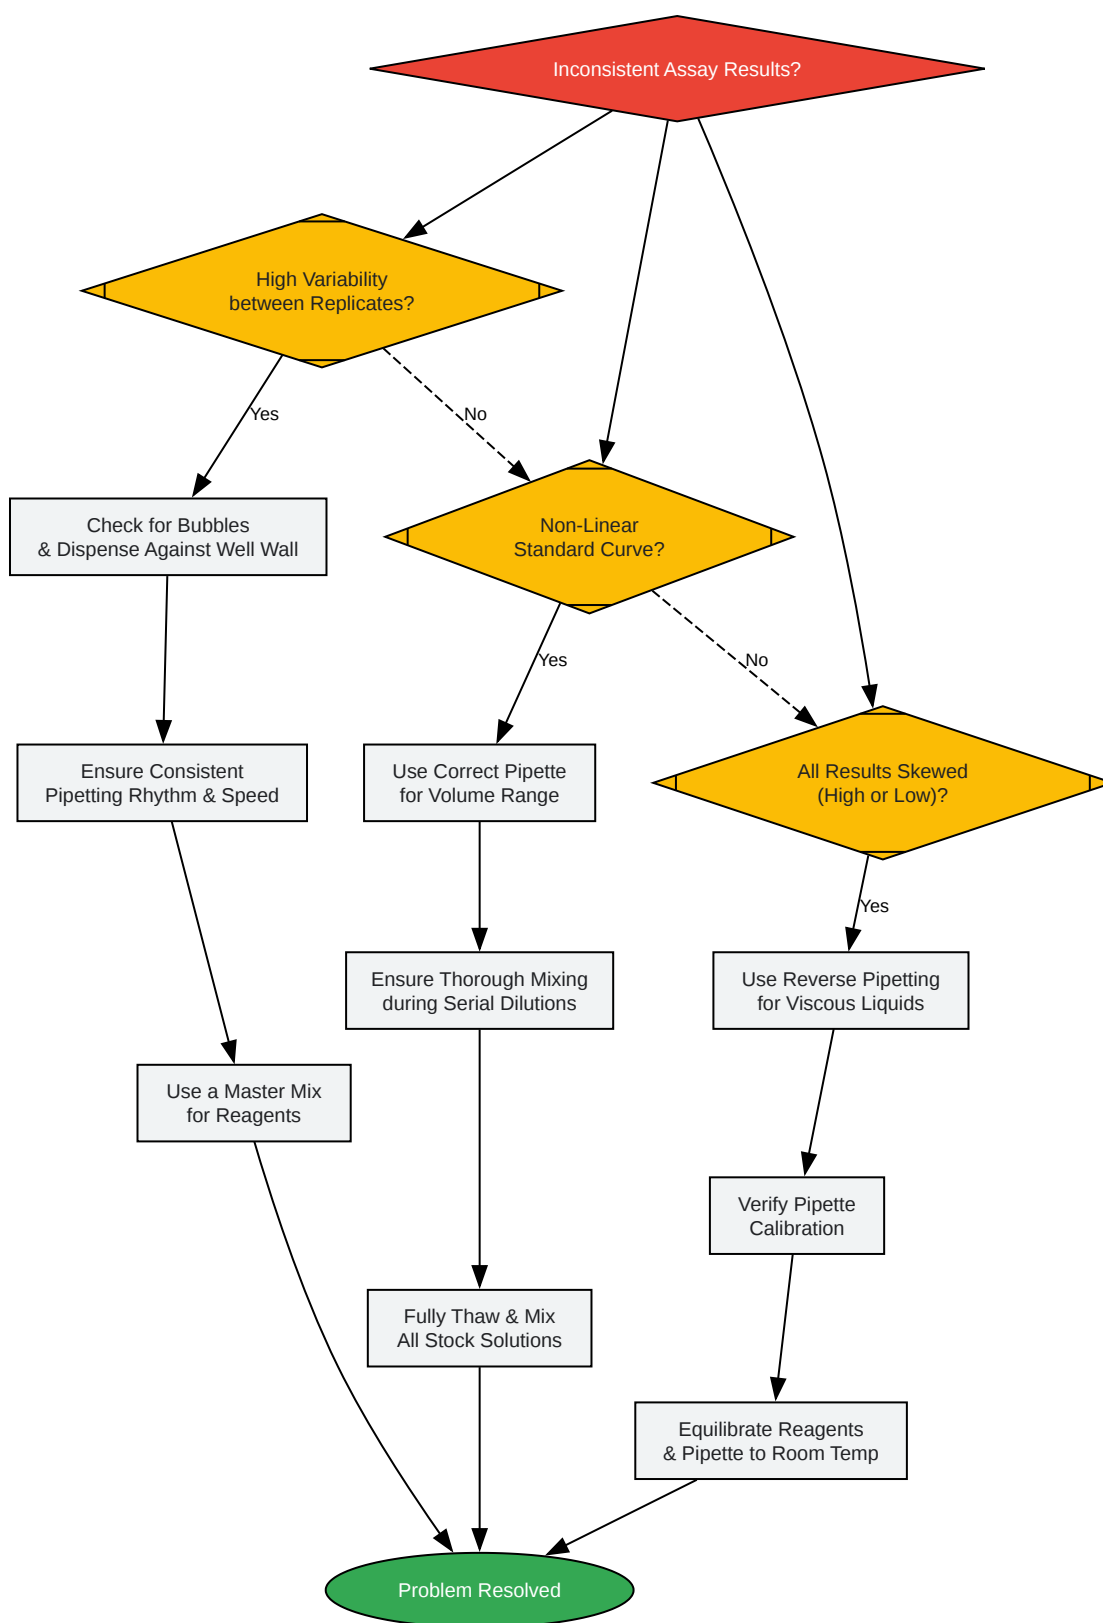 Inconsistent Assay Results?
High Variability
between Replicates?
Yes
No
Check for Bubbles
& Dispense Against Well Wall
Non-Linear
Standard Curve?
Yes
No
Ensure Consistent
Pipetting Rhythm & Speed
Use Correct Pipette
for Volume Range
All Results Skewed
(High or Low)?
Yes
Ensure Thorough Mixing
during Serial Dilutions
Use Reverse Pipetting
for Viscous Liquids
Use a Master Mix
for Reagents
Verify Pipette
Calibration
Fully Thaw & Mix
All Stock Solutions
Equilibrate Reagents
& Pipette to Room Temp
Problem Resolved